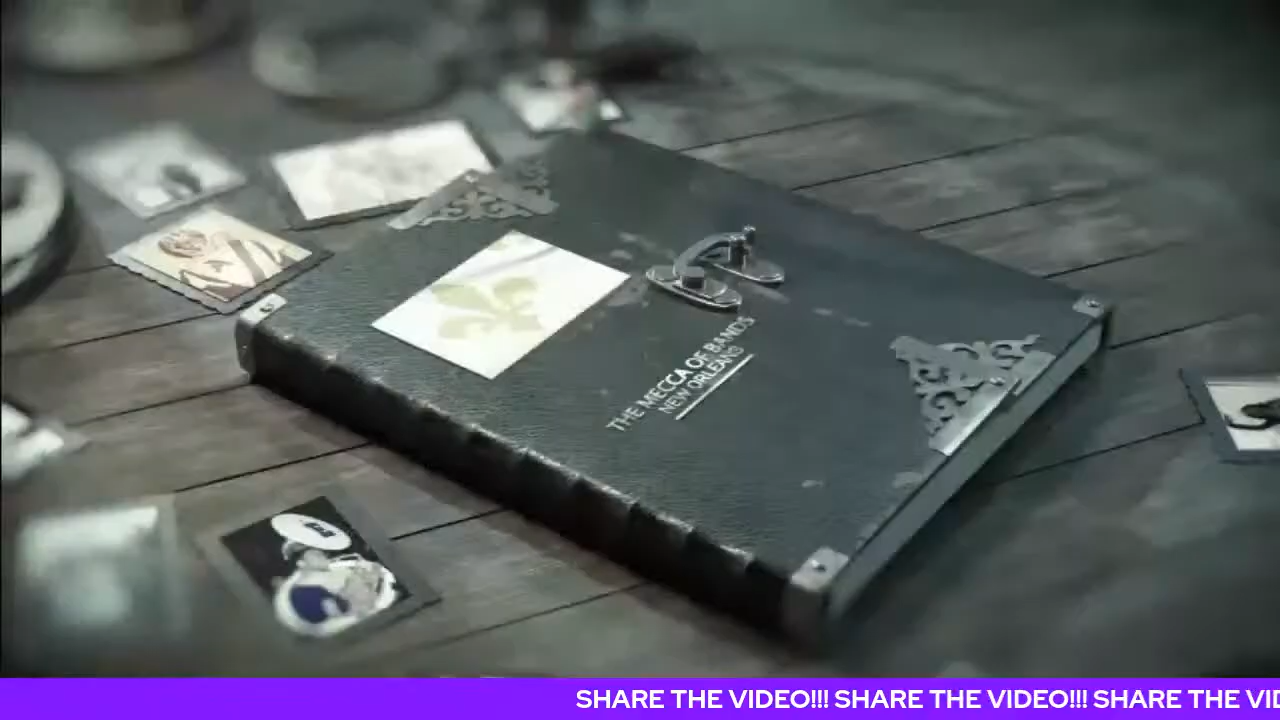 THE MECCA OF BANDS
NEW ORLEANS
SHARE THE VIDEO!!! SHARE THE VIDEO!!! SHARE THE VID